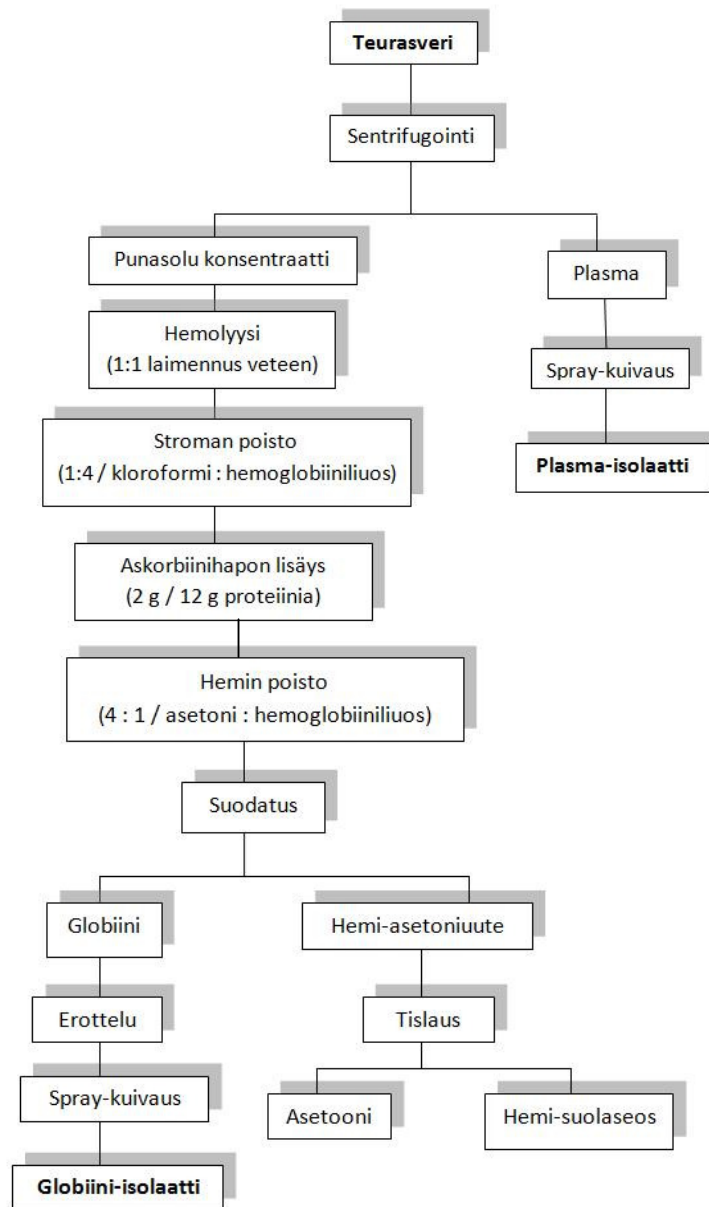 Teurasveri
Sentrifugointi
Punasolu konsentraatti
Plasma
Hemolyysi
(1:1 laimennus veteen)
Spray-kuivaus
Stroman poisto
(1:4 / kloroformi : hemoglobiiniliuos)
Plasma-isolaatti
Askorbiinihapon lisäys
(2 g / 12 g proteiinia)
Hemin poisto
(4 : 1 / asetoni : hemoglobiiniliuos)
Suodatus
Globiini
Hemi-asetoniuute
Erottelu
Tislaus
Spray-kuivaus
Asetooni
Hemi-suolaseos
Globiini-isolaatti